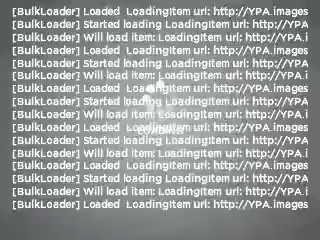 [BulkLoader] Loaded LoadingItem url: http://YPA.images
[BulkLoader] Started loading LoadingItem url: http://YPA
[BulkLoader] Will load item: LoadingItem url: http://YPA.i
[BulkLoader] Loaded LoadingItem url: http://YPA.images
[BulkLoader] Started loading LoadingItem url: http://YPA
[BulkLoader] Will load item: LoadingItem url: http://YPA.i
[BulkLoader] Loaded LoadingItem url: http://YPA.images
[BulkLoader] Started loading LoadingItem url: http://YPA
[BulkLoader] Will load item: LoadingItem url: http://YPA.i
[BulkLoader] Loaded LoadingItem url: http://YPA.images
[BulkLoader] Started loading LoadingItem url: http://YPA
[BulkLoader] Will load item: LoadingItem url: http://YPA.i
[BulkLoader] Loaded LoadingItem url: http://YPA.images
[BulkLoader] Started loading LoadingItem url: http://YPA
[BulkLoader] Will load item: LoadingItem url: http://YPA.i
[BulkLoader] Loaded LoadingItem url: http://YPA.images